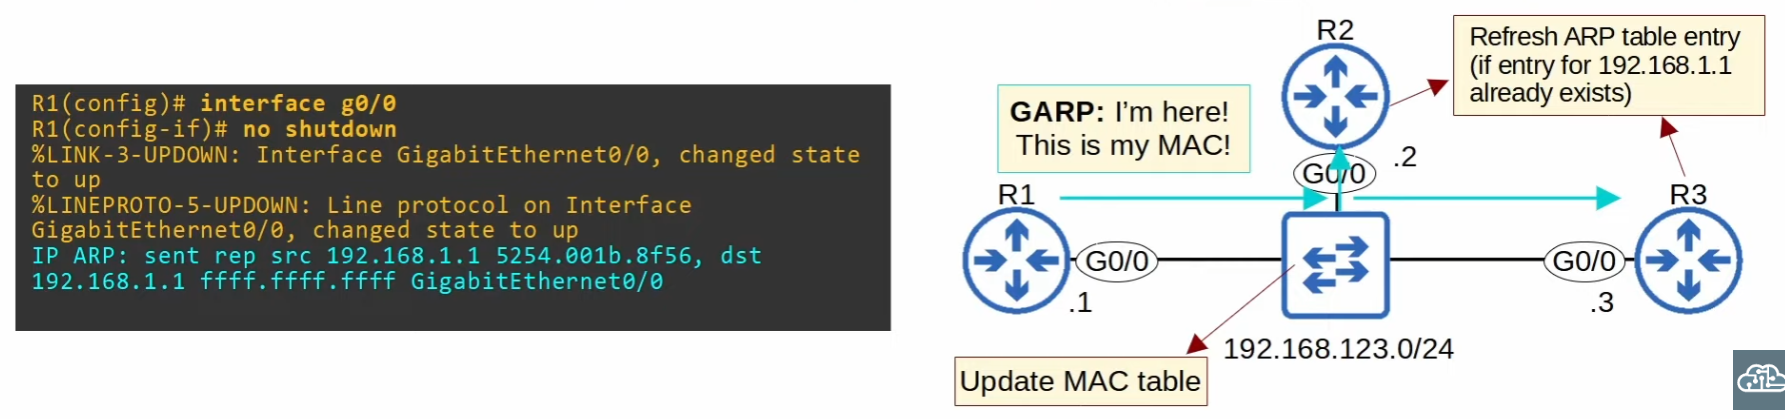 R1(config)# interface g0/0
R1(config-if)# no shutdown
%LINK-3-UPDOWN: Interface GigabitEthernet0/0, changed state
to up
%LINEPROTO-5-UPDOWN: Line protocol on Interface
GigabitEthernet0/0, changed state to up
IP ARP: sent rep src 192.168.1.1 5254.001b.8f56, dst
192.168.1.1 ffff.ffff.ffff GigabitEthernet0/0
GARP: I'm here!
This is my MAC!
R2
Refresh ARP table entry
(if entry for 192.168.1.1
already exists)
G0/0
.2
R1
R3
G0/0
G0/0
.1
.3
192.168.123.0/24
Update MAC table